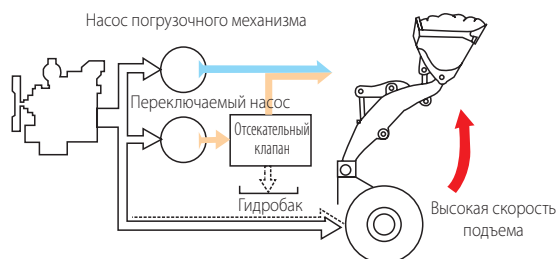 Насос погрузочного механизма
Переключаемый насос
Отсекательный
клапан
Гидробак
Высокая скорость
подъема